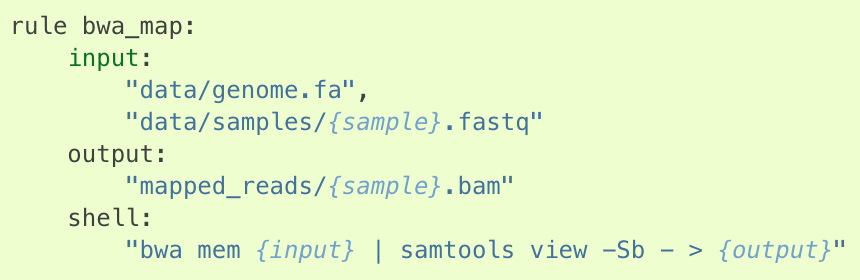 rule bwa_map:
    input:
        "data/genome.fa",
        "data/samples/{sample}.fastq"
    output:
        "mapped_reads/{sample}.bam"
    shell:
        "bwa mem {input} | samtools view -Sb - > {output}"